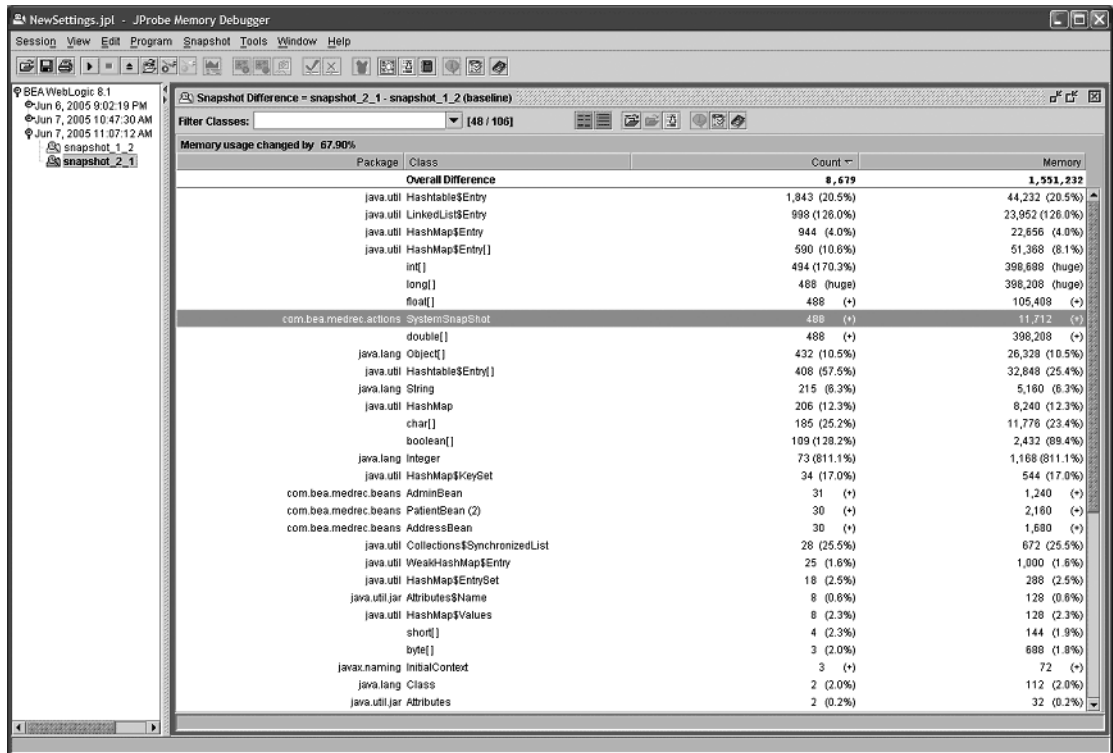 NewSettings.jpl - JProbe Memory Debugger
Session View Edit Program Snapshot Tools Window Help
BEA WebLogic 8.1
Jun 6, 2005 9:02:19 PM
Jun 7, 2005 10:47:30 AM
Jun 7, 2005 11:07:12 AM
snapshot_1_2
snapshot_2_1
Snapshot Difference = snapshot_2_1 - snapshot_1_2 (baseline)
Filter Classes: [48 / 106]
Memory usage changed by 67.90%
Package Class Count Memory
Overall Difference 8,679 1,551,232
java.util Hashtable$Entry 1,843 (20.5%) 44,232 (20.5%)
java.util LinkedList$Entry 998 (126.0%) 23,952 (126.0%)
java.util HashMap$Entry 944 (4.0%) 22,656 (4.0%)
java.util HashMap$Entry[] 590 (10.6%) 51,368 (8.1%)
int[] 494 (170.3%) 398,688 (huge)
long[] 488 (huge) 398,208 (huge)
float[] 488 (+) 105,408 (+)
com.bea.medrec.actions SystemSnapShot 488 (+) 11,712 (+)
double[] 488 (+) 398,208 (+)
java.lang Object[] 432 (10.5%) 26,328 (10.5%)
java.util Hashtable$Entry[] 408 (57.5%) 32,848 (25.4%)
java.lang String 215 (6.3%) 5,160 (6.3%)
java.util HashMap 206 (12.3%) 8,240 (12.3%)
char[] 185 (25.2%) 11,776 (23.4%)
boolean[] 109 (128.2%) 2,432 (89.4%)
java.lang Integer 73 (811.1%) 1,168 (811.1%)
java.util HashMap$KeySet 34 (17.0%) 544 (17.0%)
com.bea.medrec.beans AdminBean 31 (+) 1,240 (+)
com.bea.medrec.beans PatientBean (2) 30 (+) 2,160 (+)
com.bea.medrec.beans AddressBean 30 (+) 1,680 (+)
java.util Collections$SynchronizedList 28 (25.5%) 672 (25.5%)
java.util WeakHashMap$Entry 25 (1.6%) 1,000 (1.6%)
java.util HashMap$EntrySet 18 (2.5%) 288 (2.5%)
java.util.jar Attributes$Name 8 (0.6%) 128 (0.6%)
java.util HashMap$Values 8 (2.3%) 128 (2.3%)
short[] 4 (2.3%) 144 (1.9%)
byte[] 3 (2.0%) 688 (1.8%)
javax.naming InitialContext 3 (+) 72 (+)
java.lang Class 2 (2.0%) 112 (2.0%)
java.util.jar Attributes 2 (0.2%) 32 (0.2%)